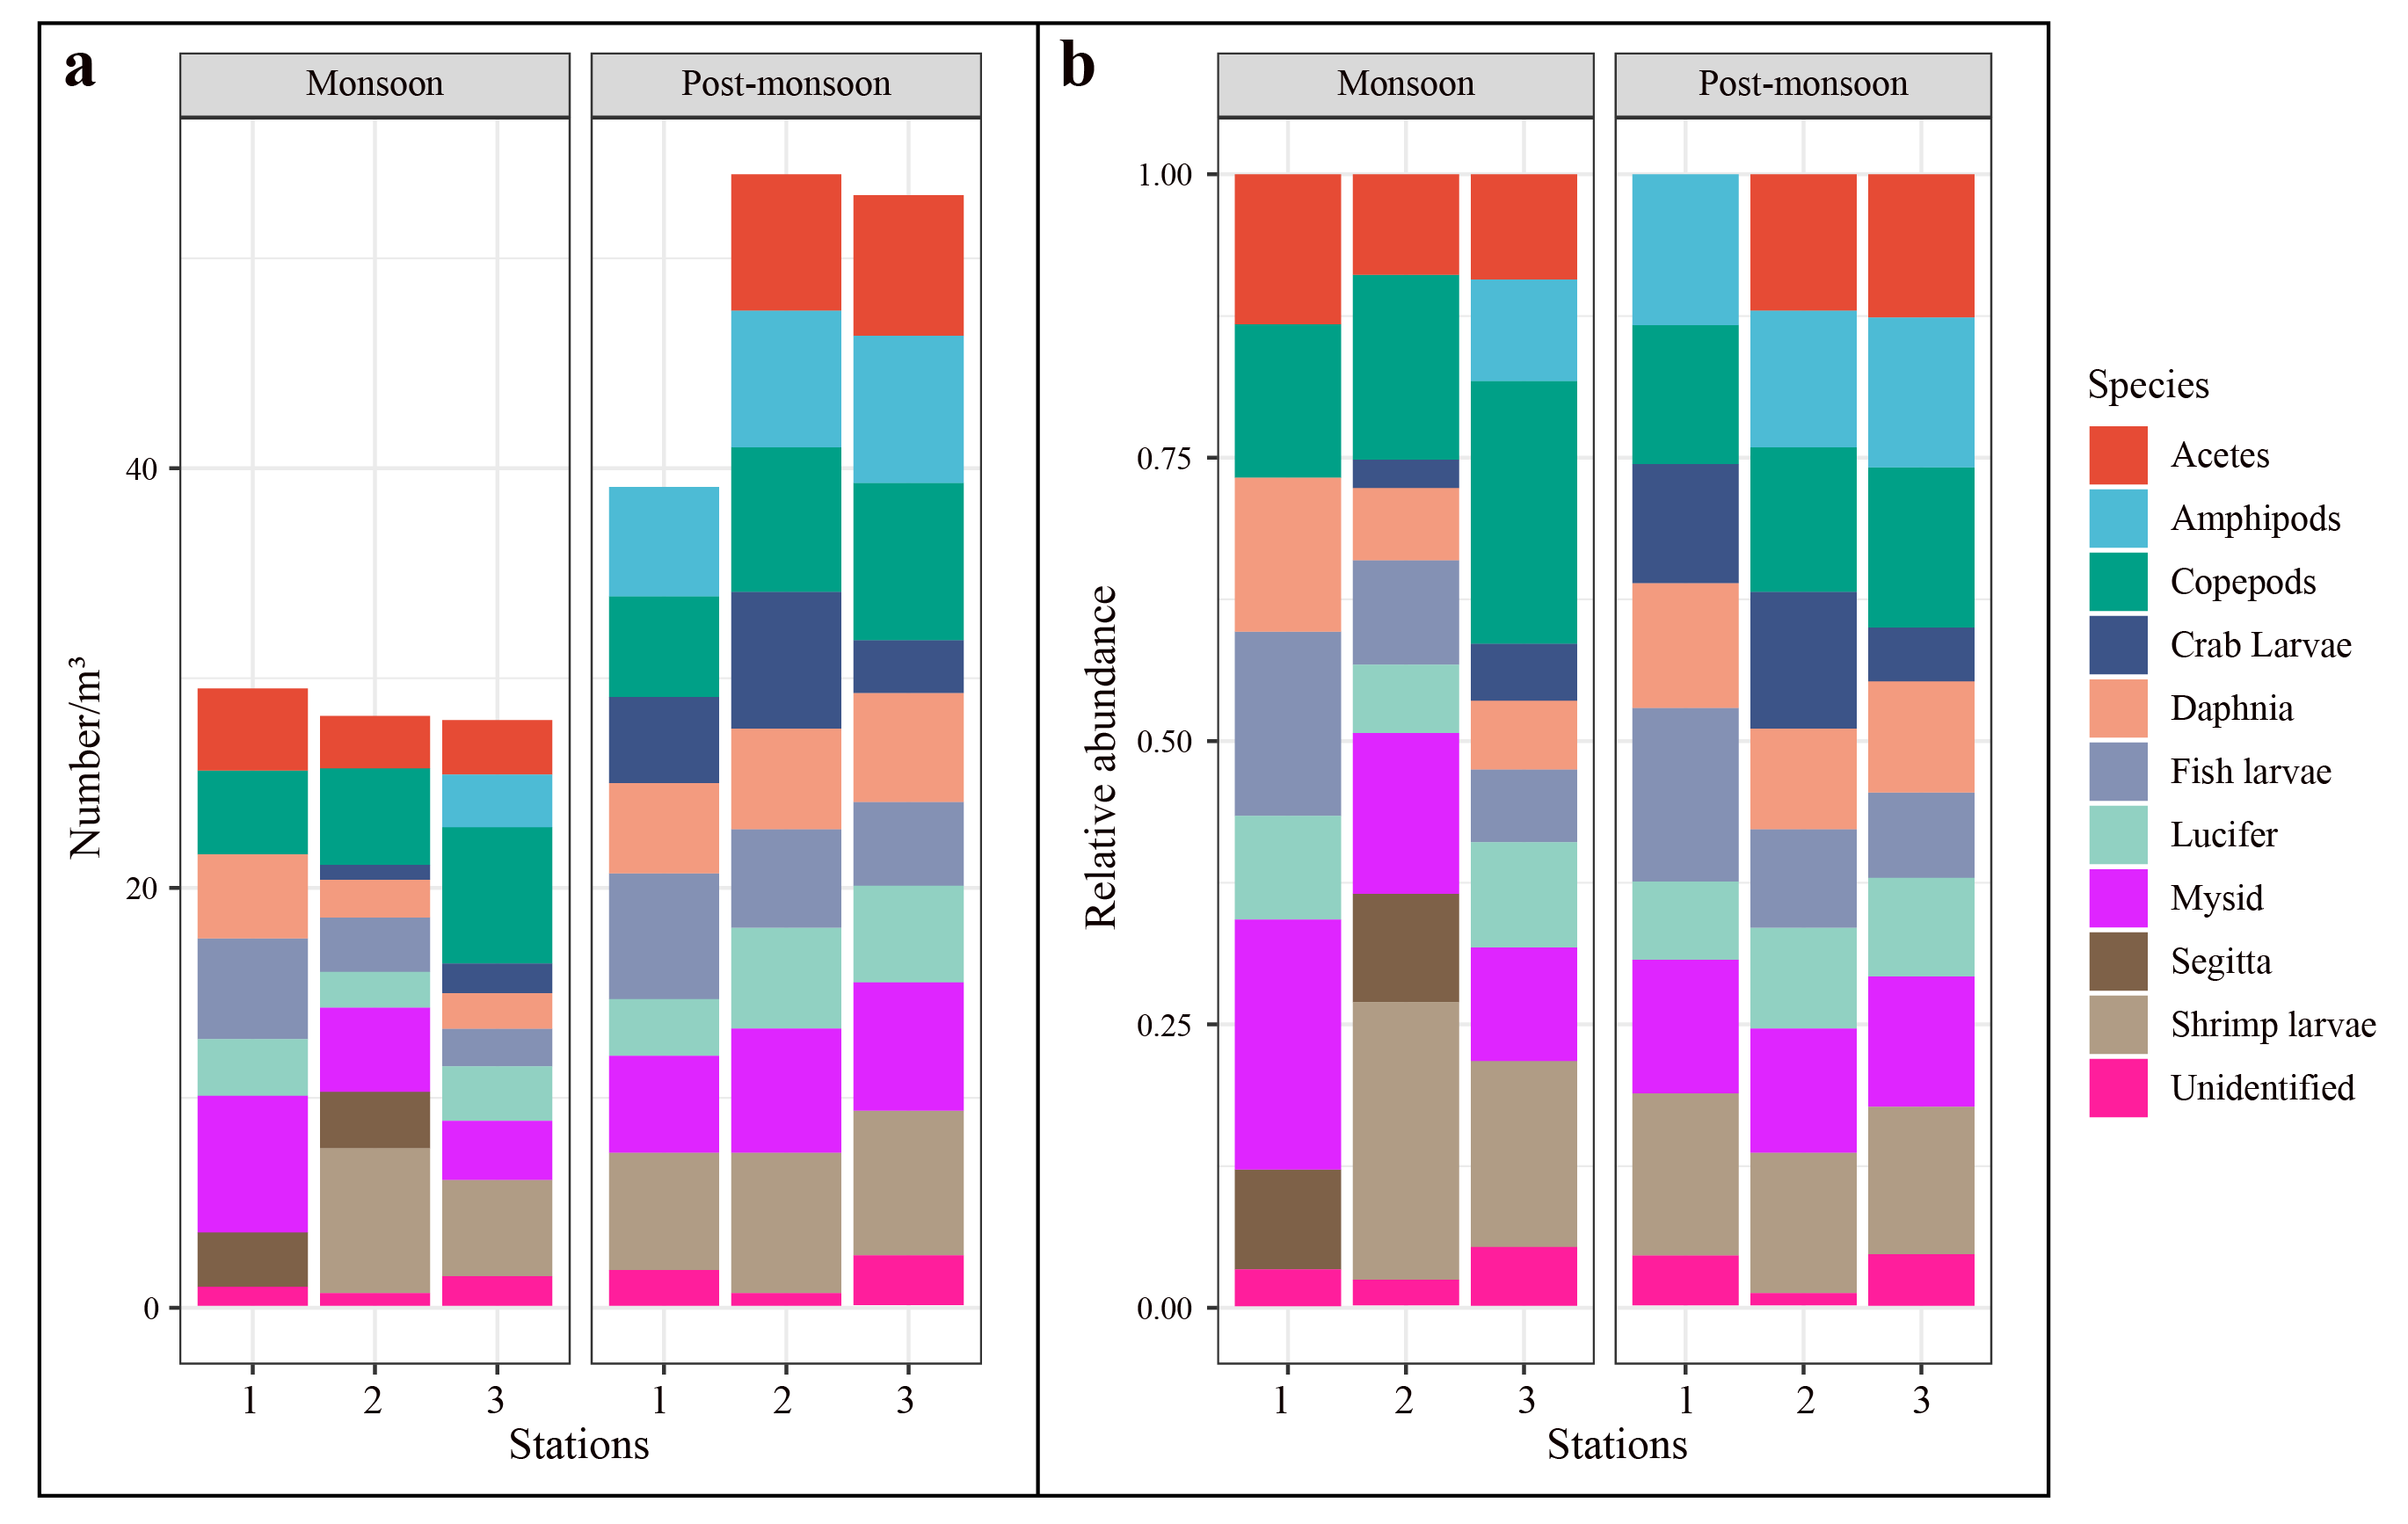 a
Monsoon
Post-monsoon
Number/m³
40
20
0
1
2
3
1
2
3
Stations
b
Monsoon
Post-monsoon
Relative abundance
1.00
0.75
0.50
0.25
0.00
1
2
3
1
2
3
Stations
Species
Acetes
Amphipods
Copepods
Crab Larvae
Daphnia
Fish larvae
Lucifer
Mysid
Segitta
Shrimp larvae
Unidentified